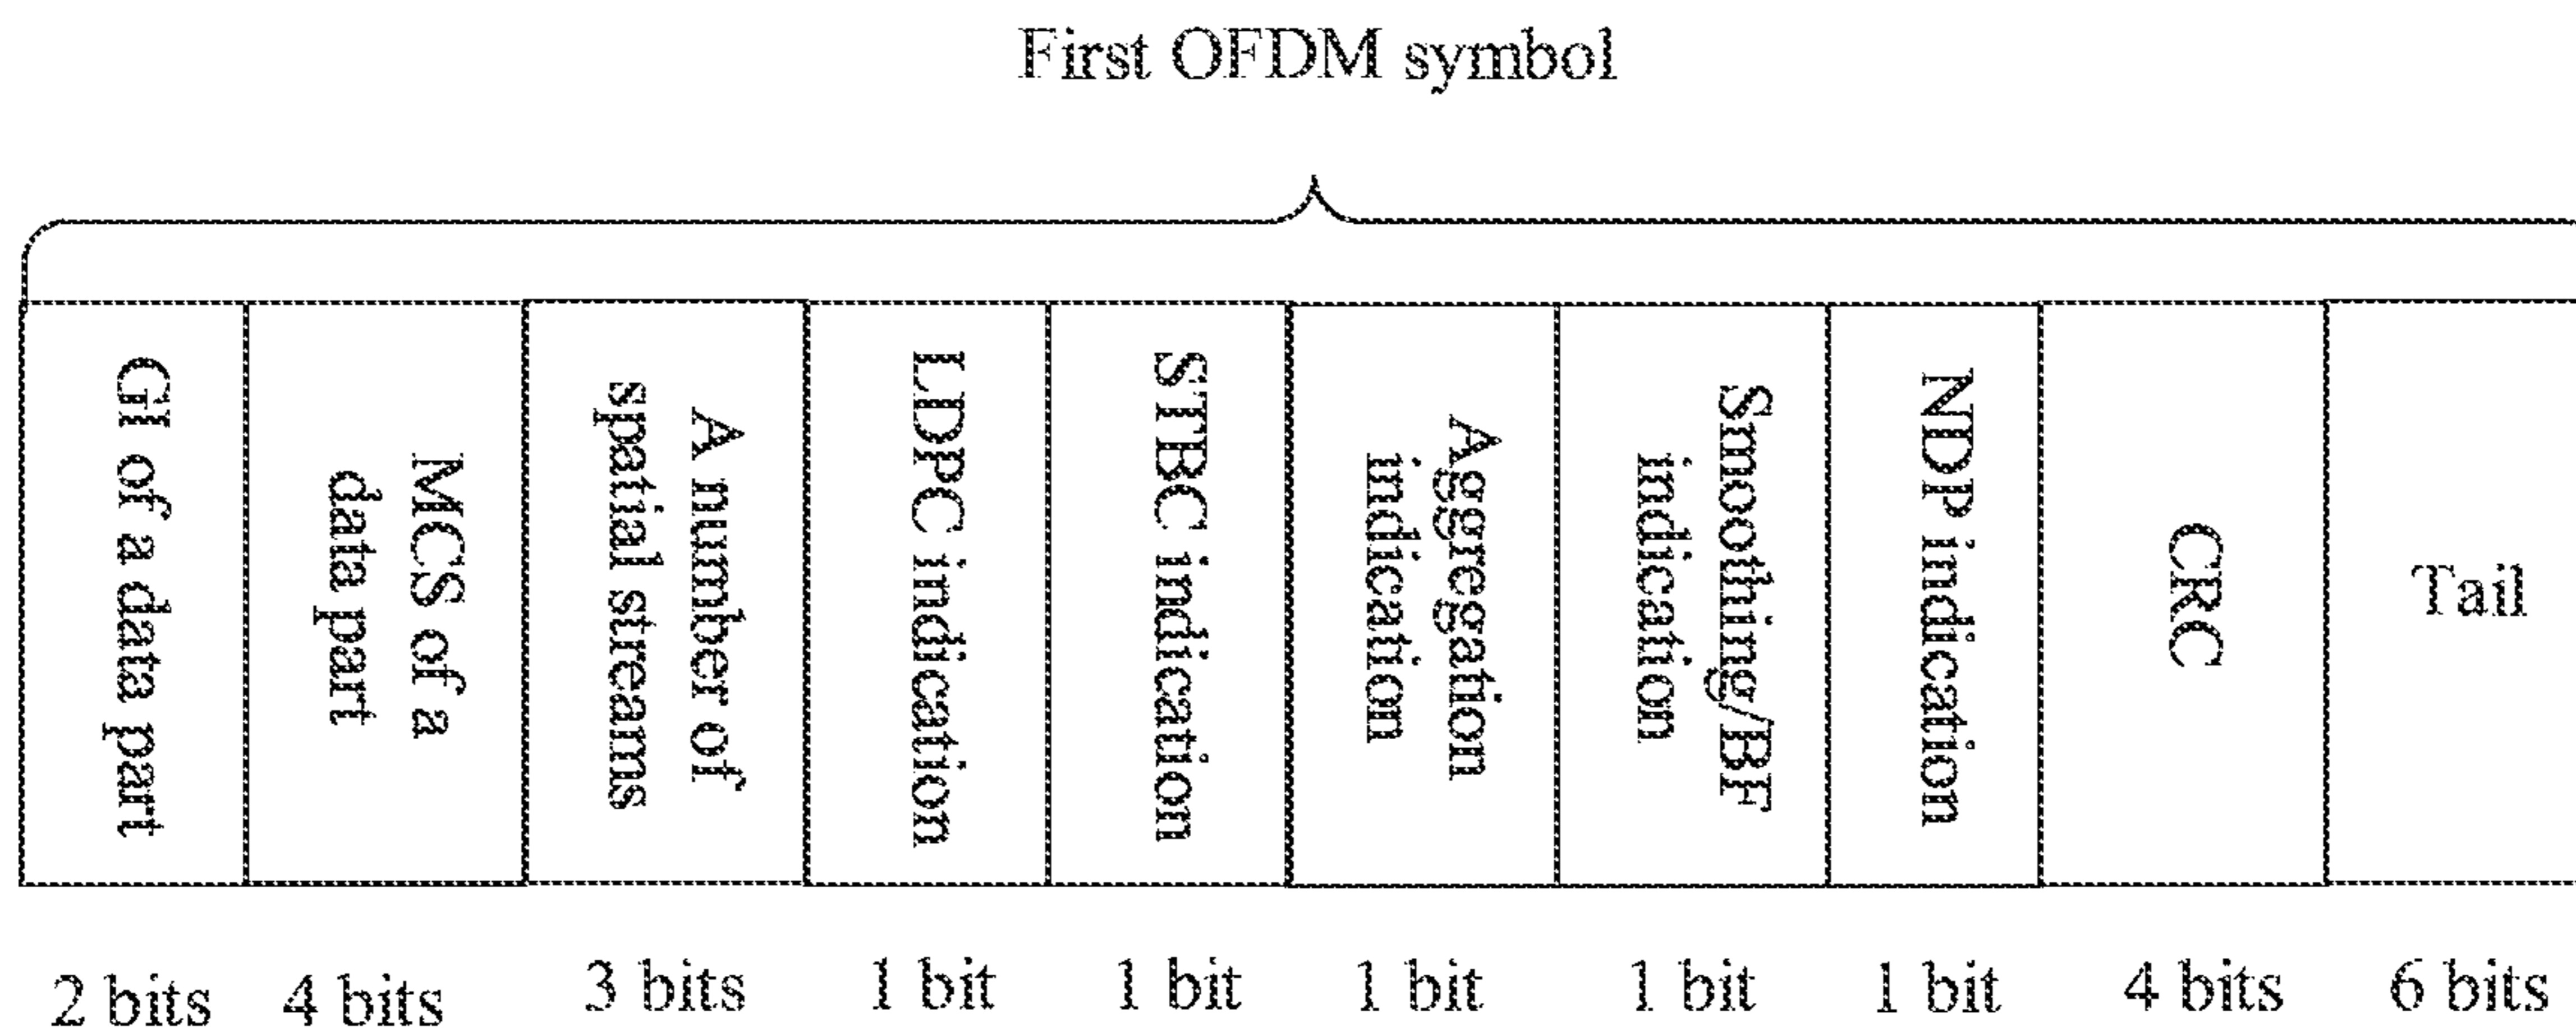 First OFDM symbol
GI of a data part
MCS of a
data part
A number of
spatial streams
LDPC indication
STBC indication
Aggregation
indication
Smoothing/BF
indication
NDP indication
CRC
Tail
2 bits
4 bits
3 bits
1 bit
1 bit
1 bit
1 bit
1 bit
4 bits
6 bits